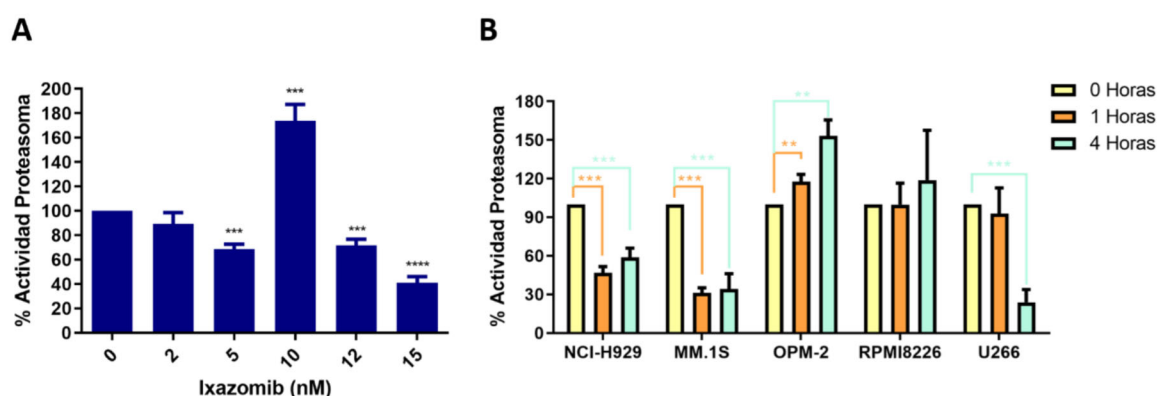 A
% Actividad Proteasoma
200
180
160
140
120
100
80
60
40
20
0
***
***
***
****
0 2 5 10 12 15
Ixazomib (nM)
B
% Actividad Proteasoma
180
150
120
90
60
30
0
***
***
***
***
**
**
***
NCI-H929 MM.1S OPM-2 RPMI8226 U266
0 Horas
1 Horas
4 Horas